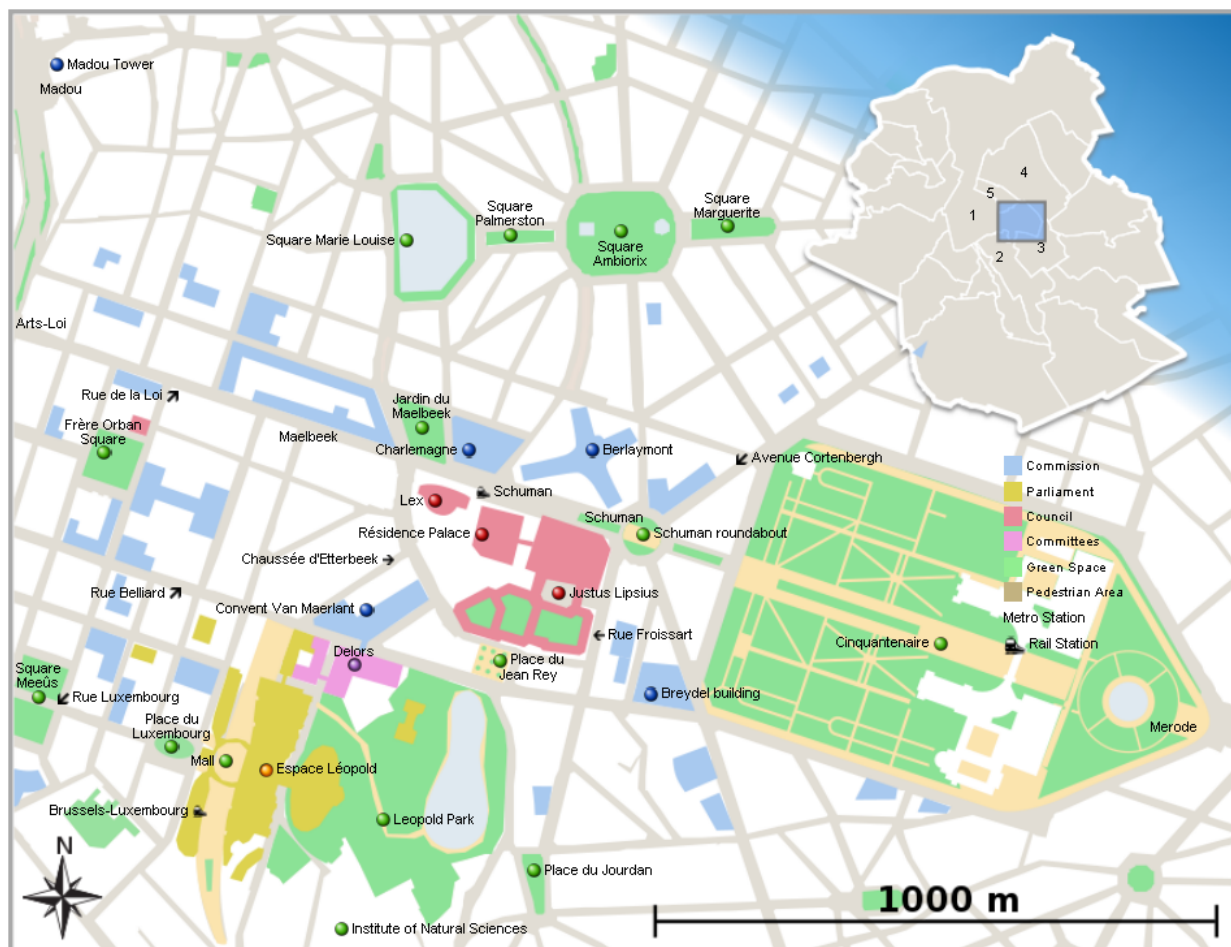 Madou Tower
Madou
4
5
1
3
2
Square
Palmerston
Square
Marguerite
Square Marie Louise
Square
Ambiorix
Arts-Loi
Rue de la Loi
Jardin du
Maelbeek
Frère Orban
Square
Maelbeek
Charlemagne
Berlaymont
Avenue Cortenbergh
Commission
Parliament
Council
Committees
Green Space
Pedestrian Area
Metro Station
Rail Station
Lex
Schuman
Schuman
Résidence Palace
Schuman roundabout
Chaussée d'Etterbeek
Rue Belliard
Justus Lipsius
Convent Van Maerlant
Rue Froissart
Cinquantenaire
Delors
Place du
Jean Rey
Square
Meeûs
Rue Luxembourg
Breydel building
Place du
Luxembourg
Merode
Mall
Espace Léopold
Brussels-Luxembourg
Leopold Park
N
Place du Jourdan
1000 m
Institute of Natural Sciences